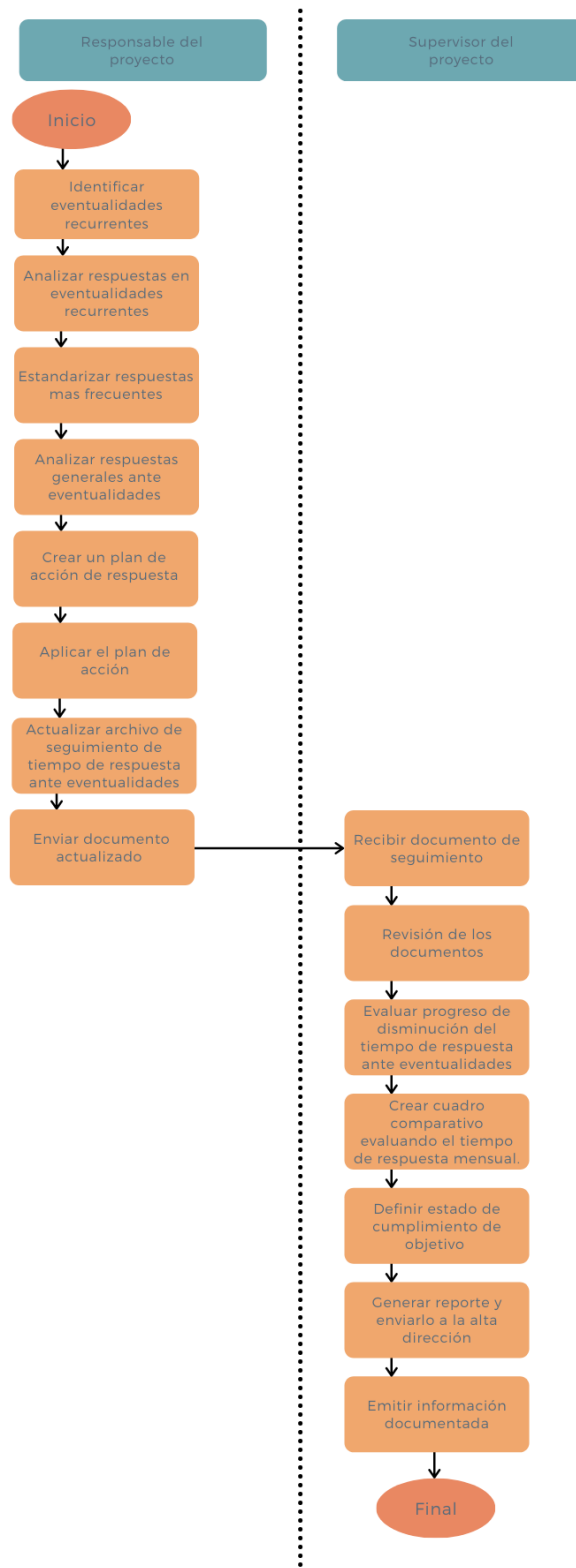 Responsable del
proyecto
Supervisor del
proyecto
Inicio
Identificar
eventualidades
recurrentes
Analizar respuestas en
eventualidades
recurrentes
Estandarizar respuestas
mas frecuentes
Analizar respuestas
generales ante
eventualidades
Crear un plan de
acción de respuesta
Aplicar el plan de
acción
Actualizar archivo de
seguimiento de
tiempo de respuesta
ante eventualidades
Enviar documento
actualizado
Recibir documento de
seguimiento
Revisión de los
documentos
Evaluar progreso de
disminución del
tiempo de respuesta
ante eventualidades
Crear cuadro
comparativo
evaluando el tiempo
de respuesta mensual.
Definir estado de
cumplimiento de
objetivo
Generar reporte y
enviarlo a la alta
dirección
Emitir información
documentada
Final